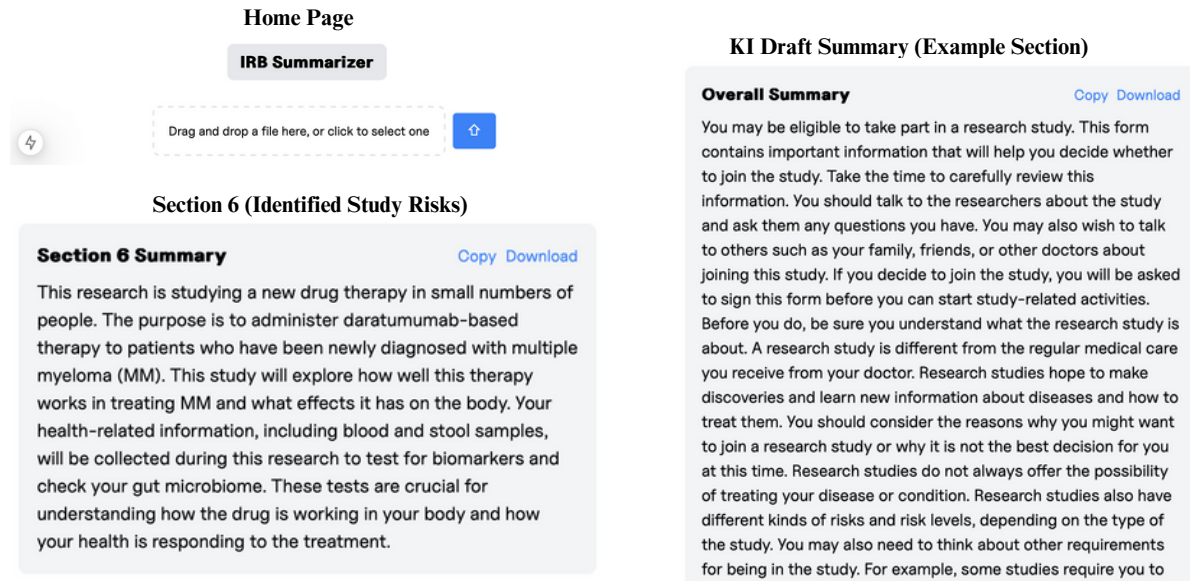 Home Page
IRB Summarizer
Drag and drop a file here, or click to select one
Section 6 (Identified Study Risks)
Section 6 Summary
Copy Download
This research is studying a new drug therapy in small numbers of
people. The purpose is to administer daratumumab-based
therapy to patients who have been newly diagnosed with multiple
myeloma (MM). This study will explore how well this therapy
works in treating MM and what effects it has on the body. Your
health-related information, including blood and stool samples,
will be collected during this research to test for biomarkers and
check your gut microbiome. These tests are crucial for
understanding how the drug is working in your body and how
your health is responding to the treatment.
KI Draft Summary (Example Section)
Overall Summary
Copy Download
You may be eligible to take part in a research study. This form
contains important information that will help you decide whether
to join the study. Take the time to carefully review this
information. You should talk to the researchers about the study
and ask them any questions you have. You may also wish to talk
to others such as your family, friends, or other doctors about
joining this study. If you decide to join the study, you will be asked
to sign this form before you can start study-related activities.
Before you do, be sure you understand what the research study is
about. A research study is different from the regular medical care
you receive from your doctor. Research studies hope to make
discoveries and learn new information about diseases and how to
treat them. You should consider the reasons why you might want
to join a research study or why it is not the best decision for you
at this time. Research studies do not always offer the possibility
of treating your disease or condition. Research studies also have
different kinds of risks and risk levels, depending on the type of
the study. You may also need to think about other requirements
for being in the study. For example, some studies require you to